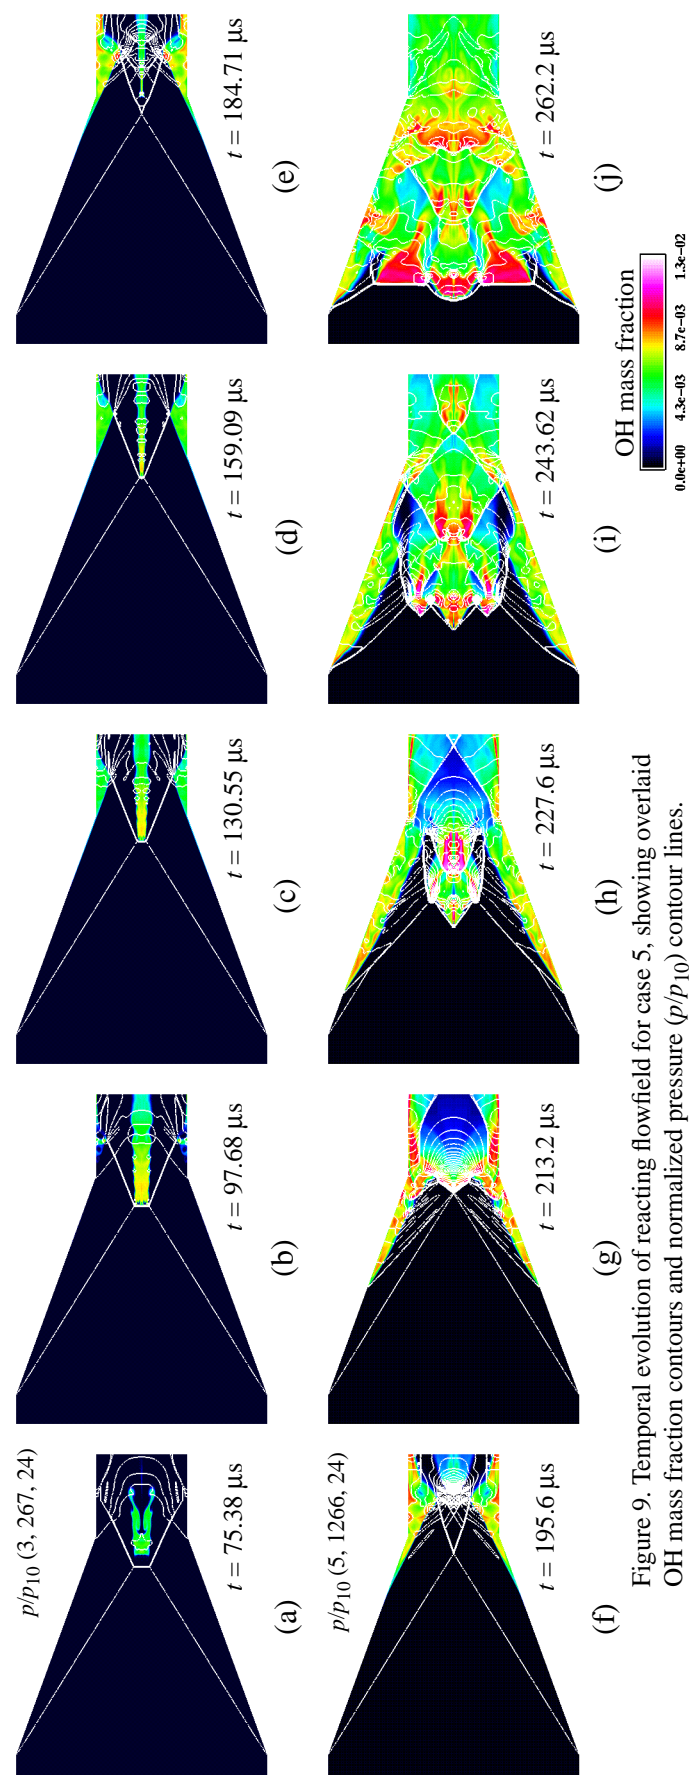 p/p10 (3, 267, 24)
t = 75.38 μs
(a)
t = 97.68 μs
(b)
t = 130.55 μs
(c)
t = 159.09 μs
(d)
t = 184.71 μs
(e)
p/p10 (5, 1266, 24)
t = 195.6 μs
(f)
t = 213.2 μs
(g)
t = 227.6 μs
(h)
t = 243.62 μs
(i)
t = 262.2 μs
(j)
OH mass fraction
0.0e+00 4.3e-03 8.7e-03 1.3e-02
Figure 9. Temporal evolution of reacting flowfield for case 5, showing overlaid
OH mass fraction contours and normalized pressure (p/p10) contour lines.